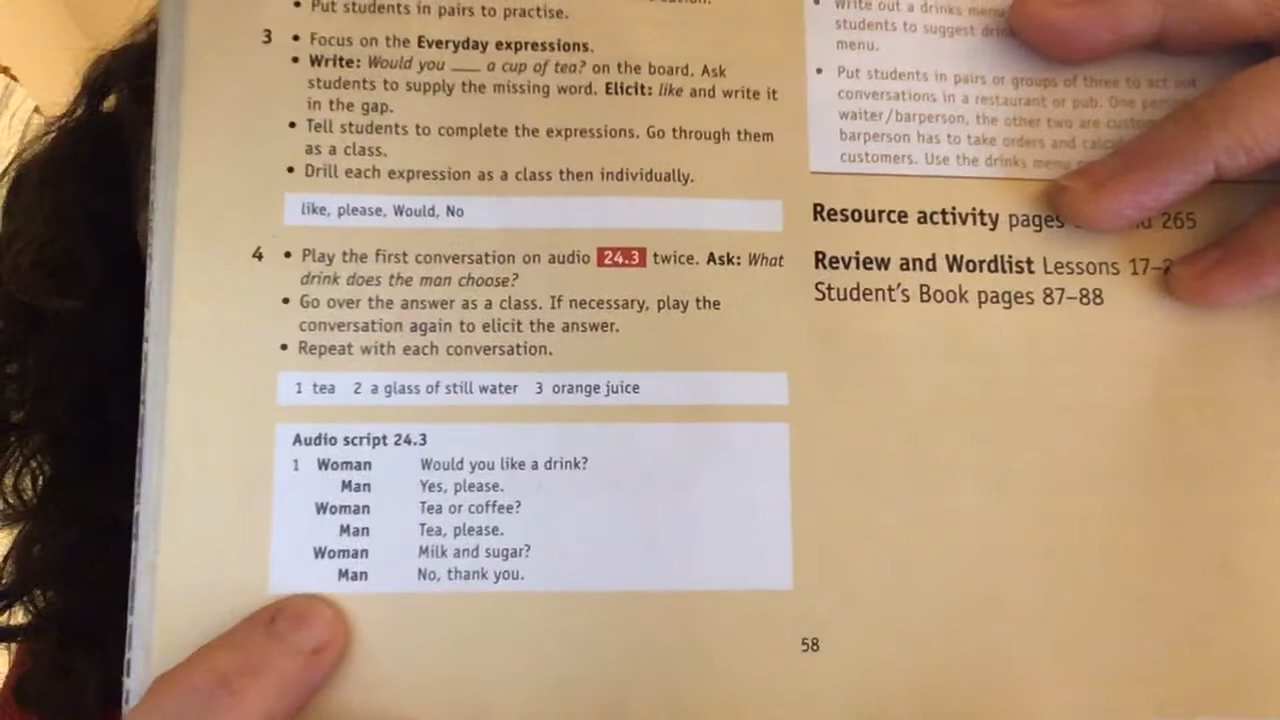 • Put students in pairs to practise.
3 • Focus on the Everyday expressions.
• Write: Would you ___ a cup of tea? on the board. Ask
students to supply the missing word. Elicit: like and write it
in the gap.
• Tell students to complete the expressions. Go through them
as a class.
• Drill each expression as a class then individually.
like, please, Would, No
4 • Play the first conversation on audio 24.3 twice. Ask: What
drink does the man choose?
• Go over the answer as a class. If necessary, play the
conversation again to elicit the answer.
• Repeat with each conversation.
1 tea 2 a glass of still water 3 orange juice
Audio script 24.3
1 Woman Would you like a drink?
Man Yes, please.
Woman Tea or coffee?
Man Tea, please.
Woman Milk and sugar?
Man No, thank you.
• Write out a drinks menu
students to suggest
menu.
• Put students in pairs or groups of three to act out
conversations in a restaurant or pub. One
waiter/barperson, the other two are
barperson has to take orders and
customers. Use the drinks menu
Resource activity pages 265
Review and Wordlist Lessons 17–
Student's Book pages 87–88
58